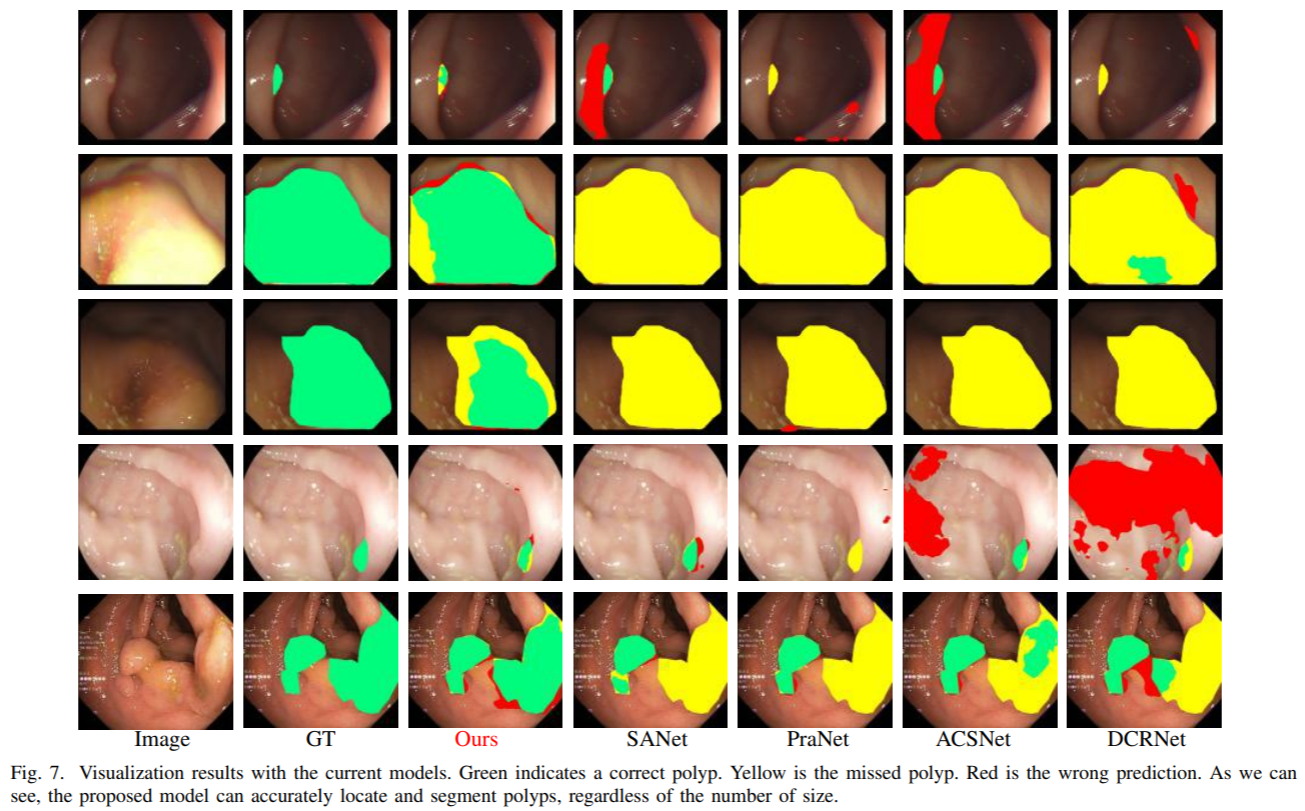 Image GT Ours SANet PraNet ACSNet DCRNet
Fig. 7. Visualization results with the current models. Green indicates a correct polyp. Yellow is the missed polyp. Red is the wrong prediction. As we can
see, the proposed model can accurately locate and segment polyps, regardless of the number of size.